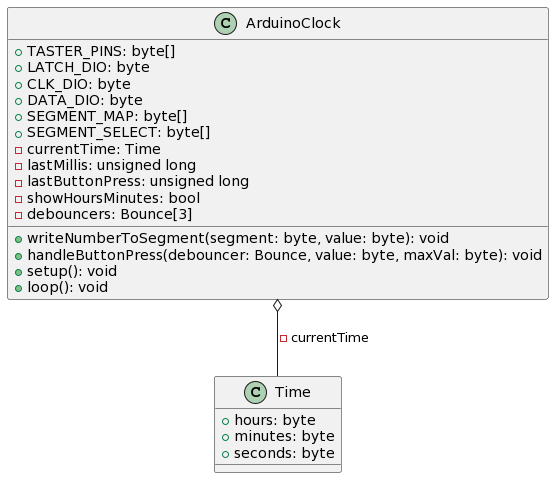 C ArduinoClock
TASTER_PINS: byte[]
LATCH_DIO: byte
CLK_DIO: byte
DATA_DIO: byte
SEGMENT_MAP: byte[]
SEGMENT_SELECT: byte[]
currentTime: Time
lastMillis: unsigned long
lastButtonPress: unsigned long
showHoursMinutes: bool
debouncers: Bounce[3]
writeNumberToSegment(segment: byte, value: byte): void
handleButtonPress(debouncer: Bounce, value: byte, maxVal: byte): void
setup(): void
loop(): void
currentTime
C Time
hours: byte
minutes: byte
seconds: byte